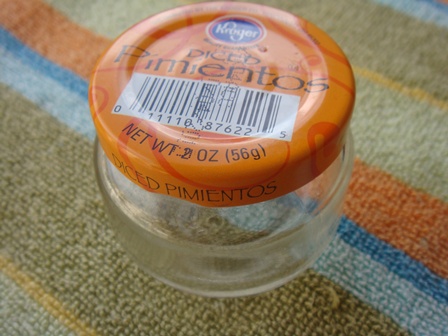 Kroger
DICED
Pimientos
0 11110 87622 5
NET WT. 2 OZ (56g)
DICED PIMIENTOS